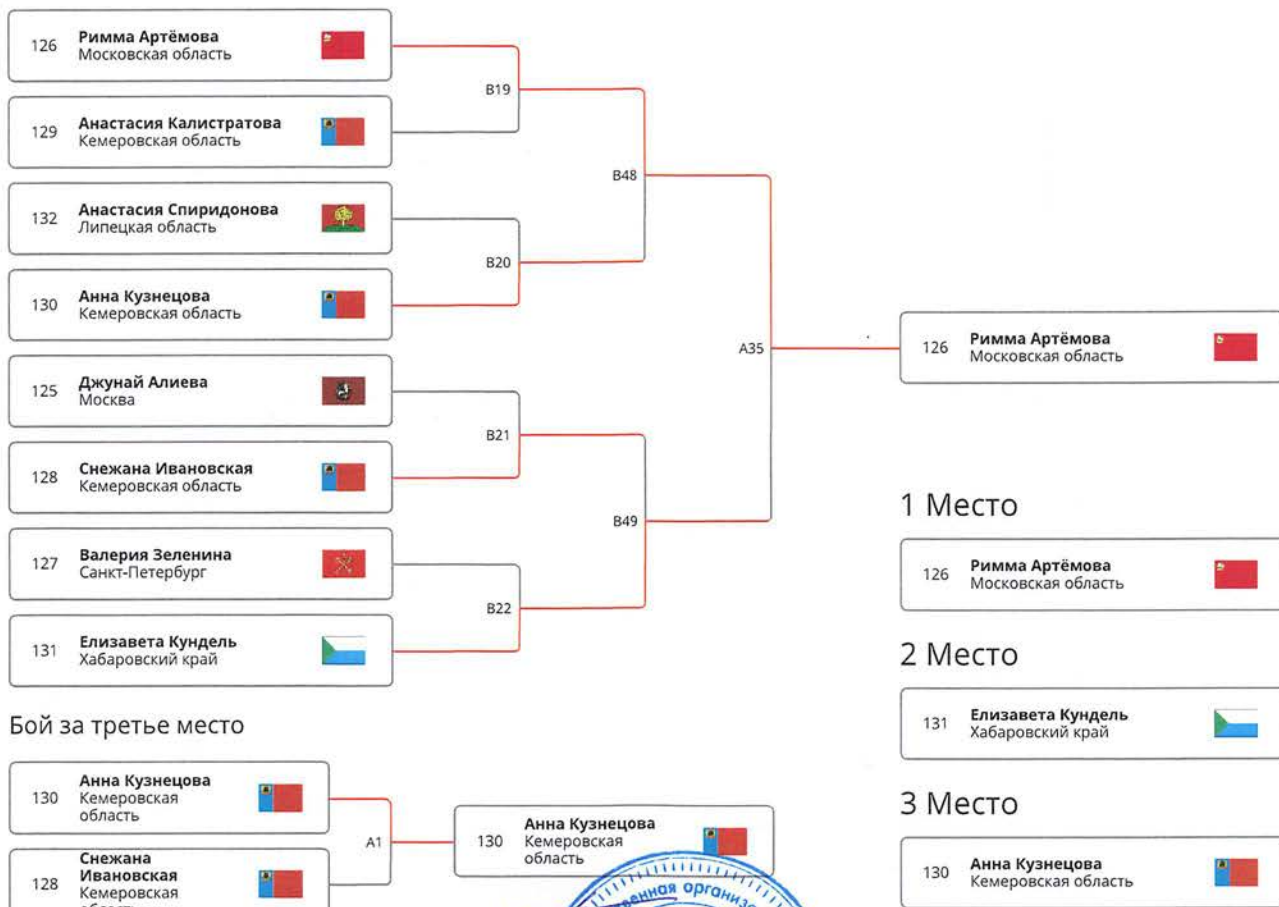 126 Римма Артёмова
Московская область
129 Анастасия Калистратова
Кемеровская область
132 Анастасия Спиридонова
Липецкая область
130 Анна Кузнецова
Кемеровская область
125 Джунай Алиева
Москва
128 Снежана Ивановская
Кемеровская область
127 Валерия Зеленина
Санкт-Петербург
131 Елизавета Кундель
Хабаровский край
B19
B20
B21
B22
B48
B49
A35
126 Римма Артёмова
Московская область
1 Место
126 Римма Артёмова
Московская область
2 Место
131 Елизавета Кундель
Хабаровский край
3 Место
130 Анна Кузнецова
Кемеровская область
Бой за третье место
130 Анна Кузнецова
Кемеровская
область
128 Снежана
Ивановская
Кемеровская
область
A1
130 Анна Кузнецова
Кемеровская
область